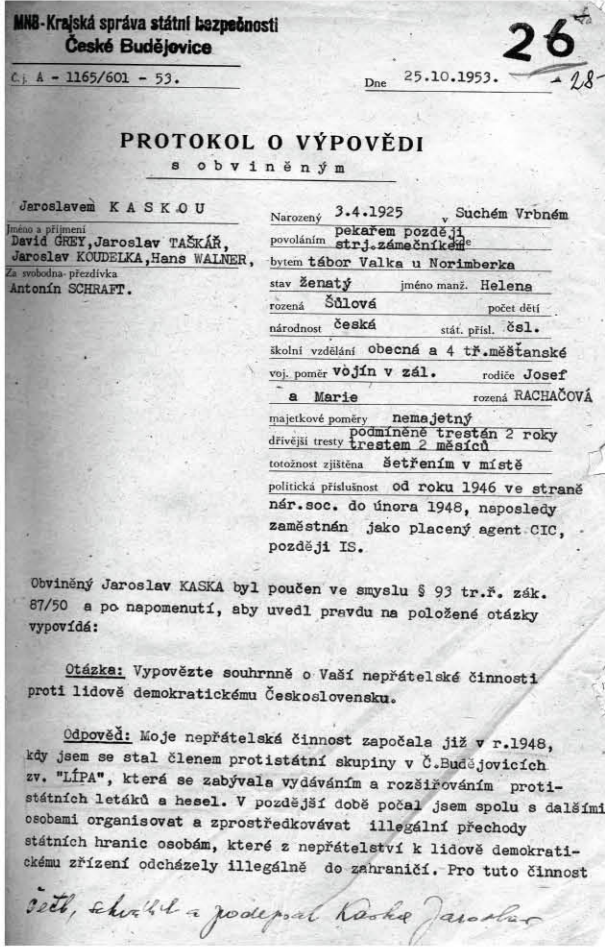 MNB-Krajská správa státní bezpečnosti
České Budějovice
Č.j. A - 1165/601 - 53.
26
- 28 -
Dne 25.10.1953.
PROTOKOL O VÝPOVĚDI
s obviněným
Jaroslavem KASKOU
Jméno a příjmení
David GREY,Jaroslav TAŠKÁŘ,
Jaroslav KOUDELKA,Hans WALNER,
Za svobodna-přezdívka
Antonín SCHRAFT.
Narozený 3.4.1925 v Suchém Vrbném
povoláním pekařem později
strj.zámečníkem
bytem tábor Valka u Norimberka
stav ženatý jméno manž. Helena
rozená Šůlová počet dětí
národnost česká stát. přísl. čsl.
školní vzdělání obecná a 4 tř.měšťanské
voj. poměr vojín v zál. rodiče Josef
a Marie rozená RACHAČOVÁ
majetkové poměry nemajetný
dřívější tresty podmíněně trestán 2 roky
trestem 2 měsíců
totožnost zjištěna šetřením v místě
politická příslušnost od roku 1946 ve straně
nár.soc. do února 1948, naposledy
zaměstnán jako placený agent CIC,
později IS.
Obviněný Jaroslav KASKA byl poučen ve smyslu § 93 tr.ř. zák.
87/50 a po napomenutí, aby uvedl pravdu na položené otázky
vypovídá:
Otázka: Vypovězte souhrnně o Vaší nepřátelské činnosti
proti lidově demokratickému Československu.
Odpověď: Moje nepřátelská činnost započala již v r.1948,
kdy jsem se stal členem protistátní skupiny v Č.Budějovicích
zv. "LÍPA", která se zabývala vydáváním a rozšiřováním proti-
státních letáků a hesel. V pozdější době počal jsem spolu s dalšími
osobami organisovat a zprostředkovávat illegální přechody
státních hranic osobám, které z nepřátelství k lidově demokrati-
ckému zřízení odcházely illegálně do zahraničí. Pro tuto činnost
četl, schválil a podepsal Kaska Jaroslav